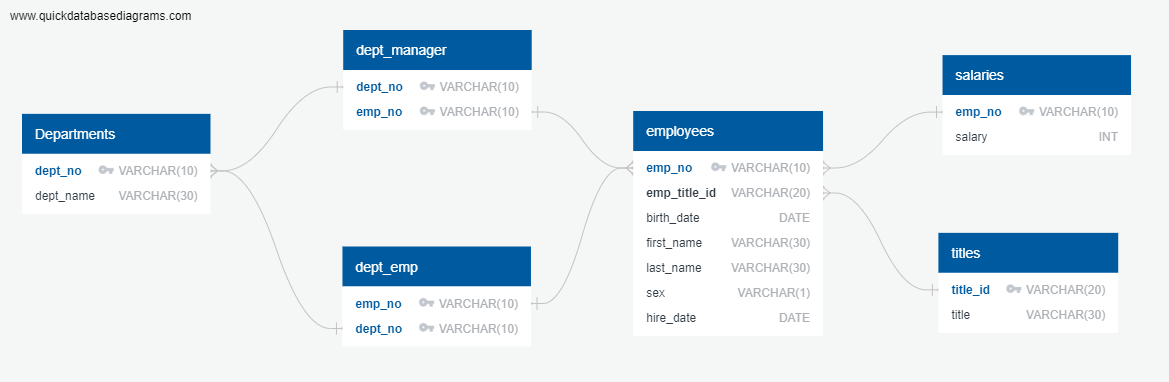 www.quickdatabasediagrams.com
Departments
dept_no VARCHAR(10)
dept_name VARCHAR(30)
dept_manager
dept_no VARCHAR(10)
emp_no VARCHAR(10)
dept_emp
emp_no VARCHAR(10)
dept_no VARCHAR(10)
employees
emp_no VARCHAR(10)
emp_title_id VARCHAR(20)
birth_date DATE
first_name VARCHAR(30)
last_name VARCHAR(30)
sex VARCHAR(1)
hire_date DATE
salaries
emp_no VARCHAR(10)
salary INT
titles
title_id VARCHAR(20)
title VARCHAR(30)